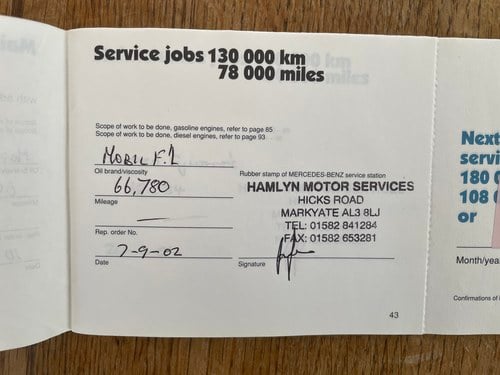 Service jobs 130 000 km
78 000 miles
Scope of work to be done, gasoline engines, refer to page 85
Scope of work to be done, diesel engines, refer to page 93
MOBIL F.1
Oil brand/viscosity
66,780
Mileage
—
Rep. order No.
7-9-02
Date
Rubber stamp of MERCEDES-BENZ service station
HAMLYN MOTOR SERVICES
HICKS ROAD
MARKYATE AL3 8LJ
TEL: 01582 841284
FAX: 01582 653281
Signature
43
Next
servi
180 0
108 0
or
Month/yea
Confirmations of